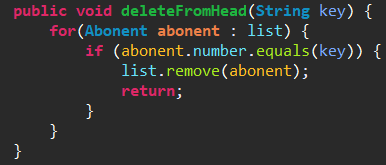 public void deleteFromHead(String key) {
    for(Abonent abonent : list) {
        if (abonent.number.equals(key)) {
            list.remove(abonent);
            return;
        }
    }
}